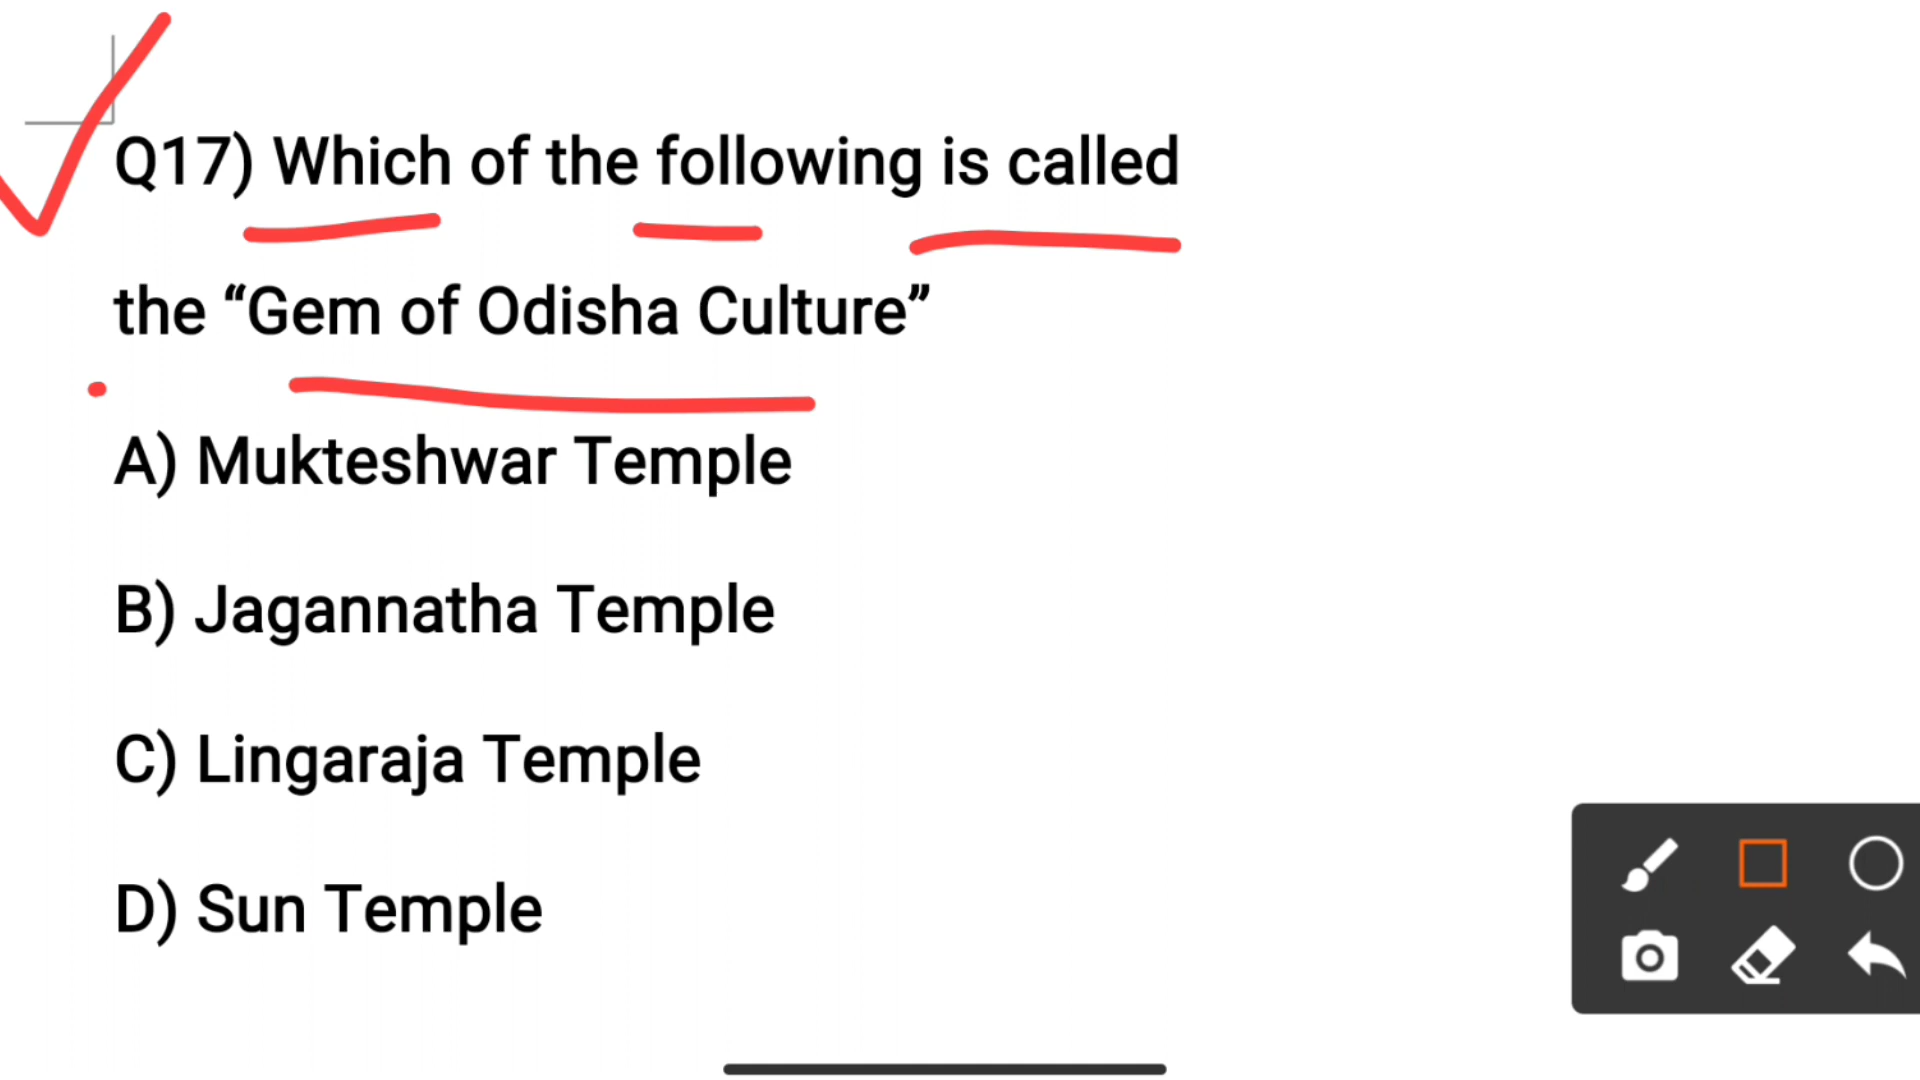 Q17) Which of the following is called
the “Gem of Odisha Culture”
A) Mukteshwar Temple
B) Jagannatha Temple
C) Lingaraja Temple
D) Sun Temple